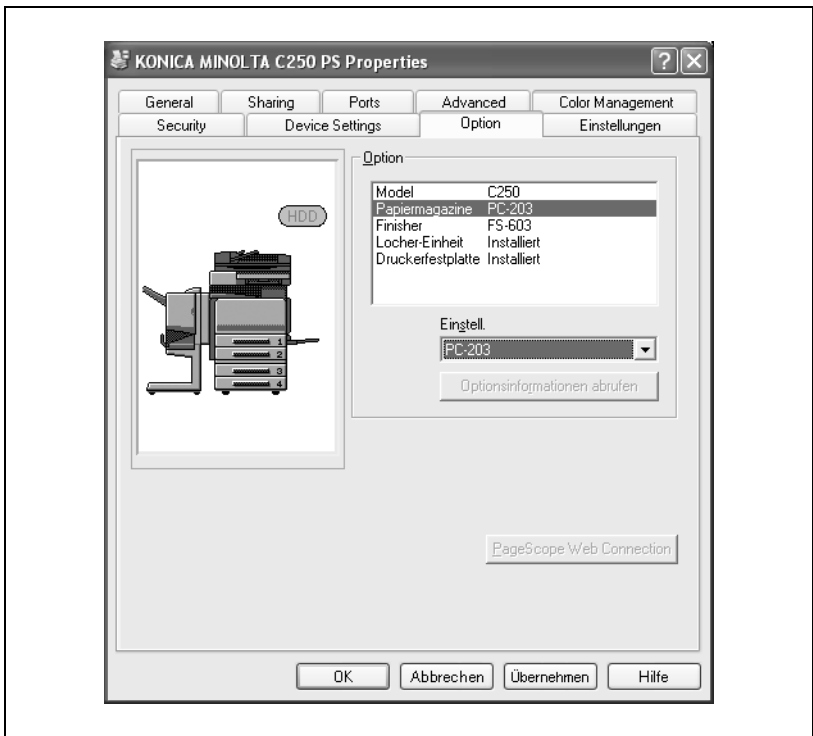 KONICA MINOLTA C250 PS Properties
General Sharing Ports Advanced Color Management
Security Device Settings Option Einstellungen
Option
HDD
Model C250
Papiermagazine PC-203
Finisher FS-603
Locher-Einheit Installiert
Druckerfestplatte Installiert
1
2
3
4
Einstell.
PC-203
Optionsinformationen abrufen
PageScope Web Connection
OK Abbrechen Übernehmen Hilfe